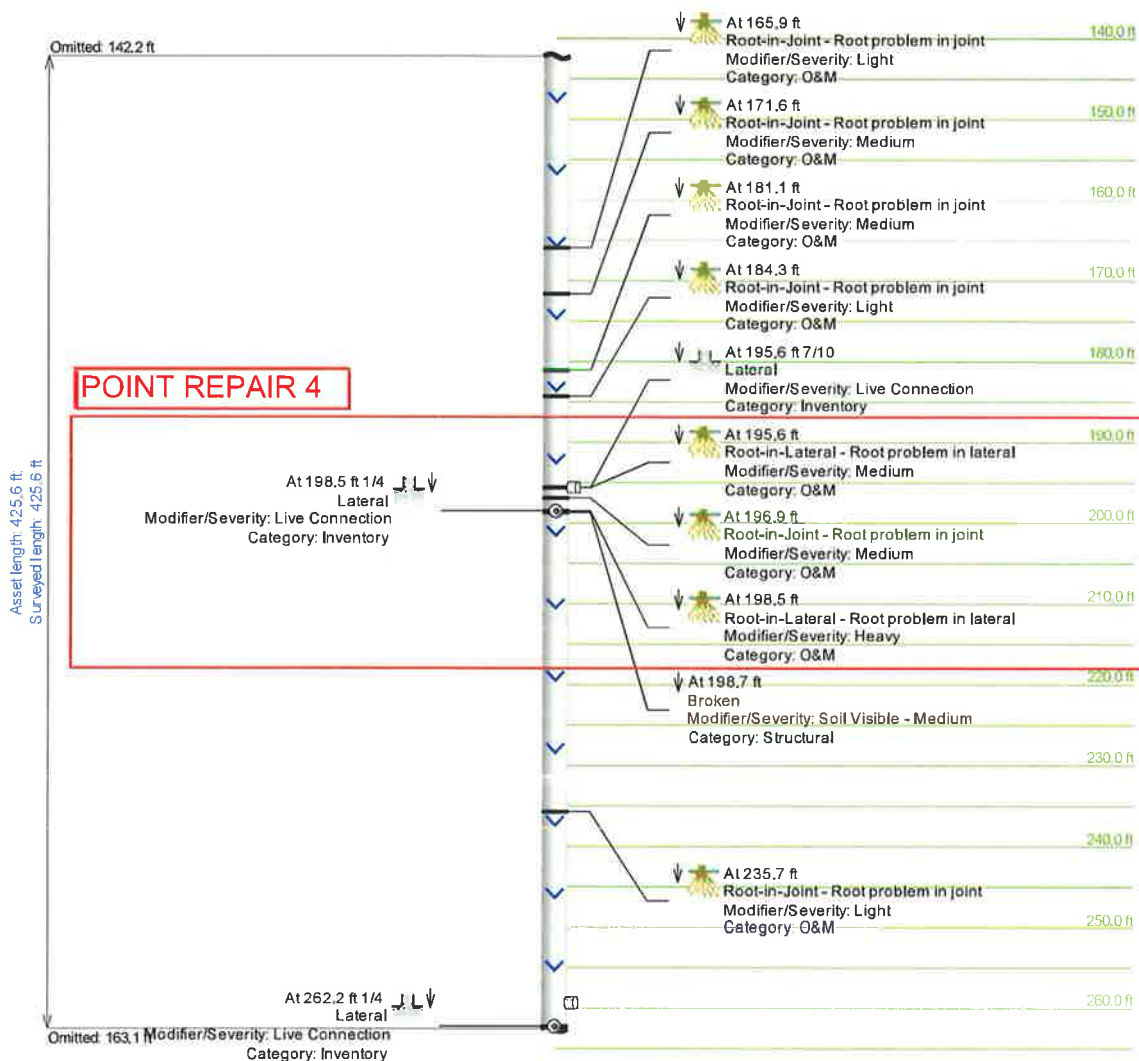 Omitted: 142.2 ft
Asset length: 425.6 ft.
Surveyed length: 425.6 ft
POINT REPAIR 4
At 198.5 ft 1/4
Lateral
Modifier/Severity: Live Connection
Category: Inventory
At 262.2 ft 1/4
Lateral
Modifier/Severity: Live Connection
Category: Inventory
Omitted: 163.1 ft
At 165.9 ft
Root-in-Joint - Root problem in joint
Modifier/Severity: Light
Category: O&M
At 171.6 ft
Root-in-Joint - Root problem in joint
Modifier/Severity: Medium
Category: O&M
At 181.1 ft
Root-in-Joint - Root problem in joint
Modifier/Severity: Medium
Category: O&M
At 184.3 ft
Root-in-Joint - Root problem in joint
Modifier/Severity: Light
Category: O&M
At 195.6 ft 7/10
Lateral
Modifier/Severity: Live Connection
Category: Inventory
At 195.6 ft
Root-in-Lateral - Root problem in lateral
Modifier/Severity: Medium
Category: O&M
At 196.9 ft
Root-in-Joint - Root problem in joint
Modifier/Severity: Medium
Category: O&M
At 198.5 ft
Root-in-Lateral - Root problem in lateral
Modifier/Severity: Heavy
Category: O&M
At 198.7 ft
Broken
Modifier/Severity: Soil Visible - Medium
Category: Structural
At 235.7 ft
Root-in-Joint - Root problem in joint
Modifier/Severity: Light
Category: O&M
140.0 ft
150.0 ft
160.0 ft
170.0 ft
180.0 ft
190.0 ft
200.0 ft
210.0 ft
220.0 ft
230.0 ft
240.0 ft
250.0 ft
260.0 ft